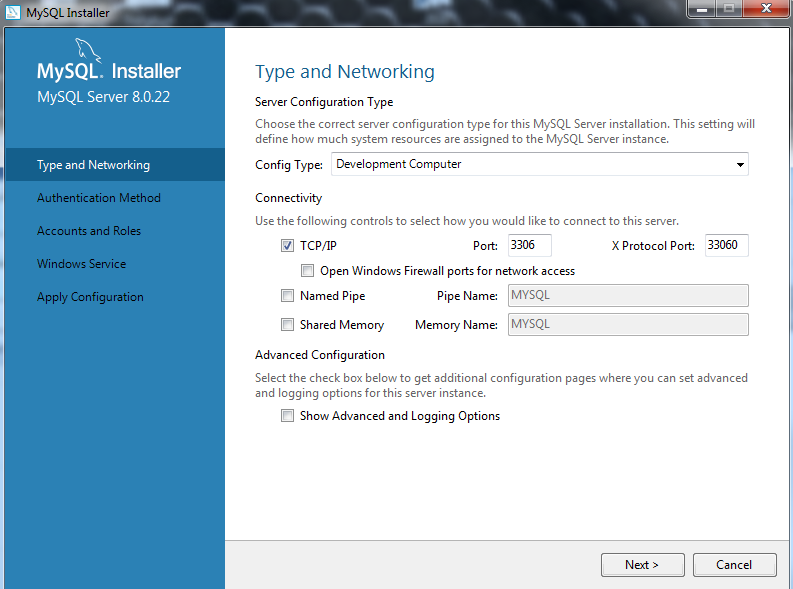 MySQL Installer
MySQL. Installer
MySQL Server 8.0.22
Type and Networking
Authentication Method
Accounts and Roles
Windows Service
Apply Configuration
Type and Networking
Server Configuration Type
Choose the correct server configuration type for this MySQL Server installation. This setting will
define how much system resources are assigned to the MySQL Server instance.
Config Type: Development Computer
Connectivity
Use the following controls to select how you would like to connect to this server.
TCP/IP Port: 3306 X Protocol Port: 33060
Open Windows Firewall ports for network access
Named Pipe Pipe Name: MYSQL
Shared Memory Memory Name: MYSQL
Advanced Configuration
Select the check box below to get additional configuration pages where you can set advanced
and logging options for this server instance.
Show Advanced and Logging Options
Next > Cancel